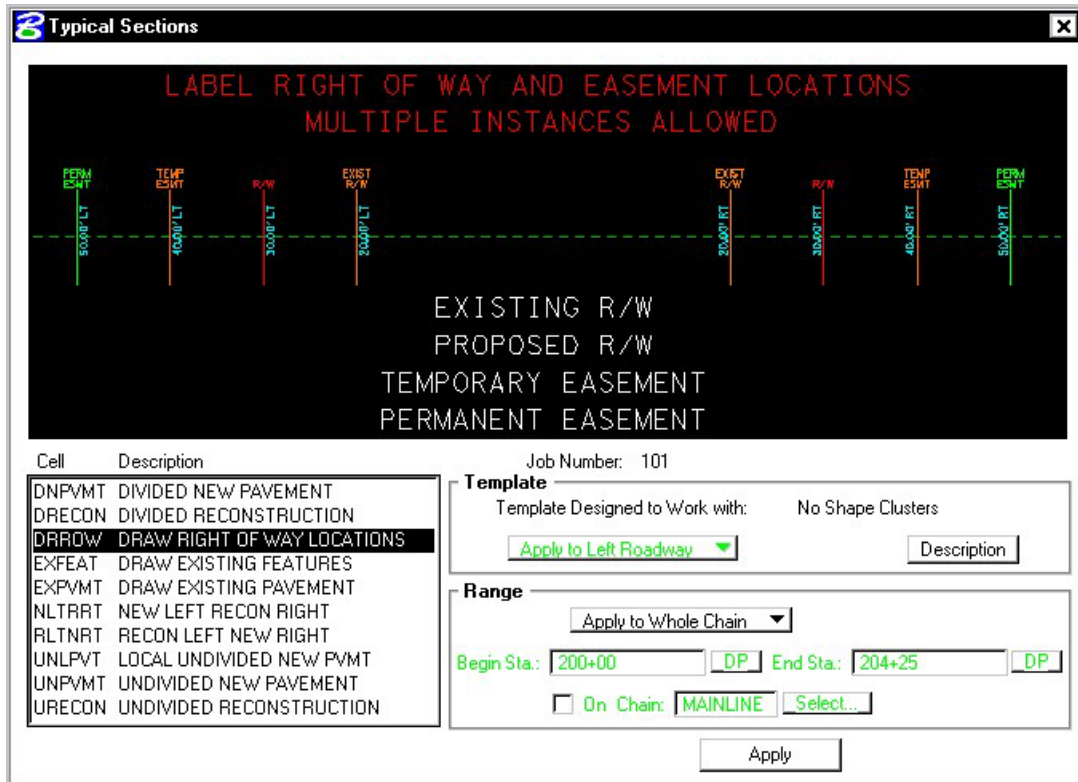 Typical Sections
LABEL RIGHT OF WAY AND EASEMENT LOCATIONS
MULTIPLE INSTANCES ALLOWED
PERM ESMT TEMP ESMT R/W EXIST R/W EXIST R/W R/W TEMP ESMT PERM ESMT
50.00' LT 40.00' LT 30.00' LT 20.00' LT 20.00' RT 30.00' RT 40.00' RT 50.00' RT
EXISTING R/W
PROPOSED R/W
TEMPORARY EASEMENT
PERMANENT EASEMENT
Cell Description
DNPVMT DIVIDED NEW PAVEMENT
DRECON DIVIDED RECONSTRUCTION
DRROW DRAW RIGHT OF WAY LOCATIONS
EXFEAT DRAW EXISTING FEATURES
EXPVMT DRAW EXISTING PAVEMENT
NLTRRT NEW LEFT RECON RIGHT
RLTNRT RECON LEFT NEW RIGHT
UNLPVT LOCAL UNDIVIDED NEW PVMT
UNPVMT UNDIVIDED NEW PAVEMENT
URECON UNDIVIDED RECONSTRUCTION
Job Number: 101
Template
Template Designed to Work with: No Shape Clusters
Apply to Left Roadway Description
Range
Apply to Whole Chain
Begin Sta.: 200+00 DP End Sta.: 204+25 DP
On Chain: MAINLINE Select...
Apply